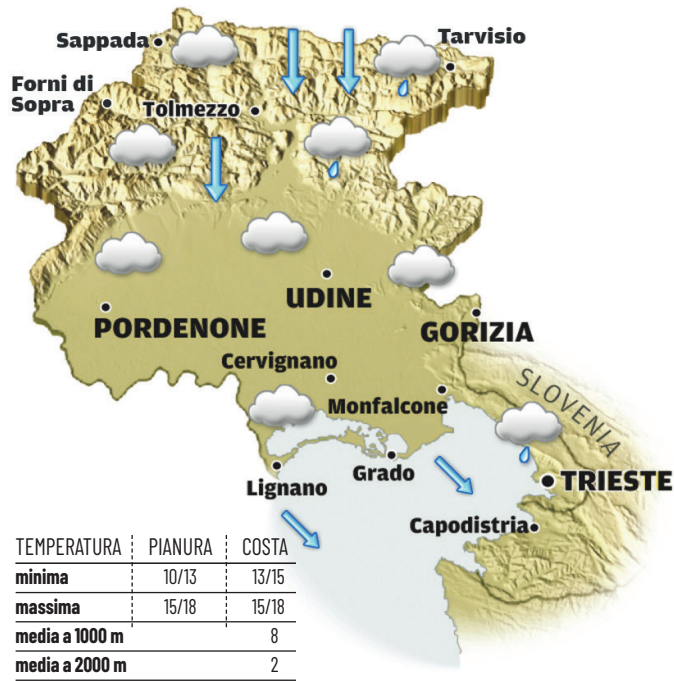 Sappada
Tarvisio
Forni di
Sopra
Tolmezzo
UDINE
PORDENONE
GORIZIA
Cervignano
Monfalcone
SLOVENIA
Grado
Lignano
TRIESTE
Capodistria
TEMPERATURA PIANURA COSTA
minima 10/13 13/15
massima 15/18 15/18
media a 1000 m 8
media a 2000 m 2